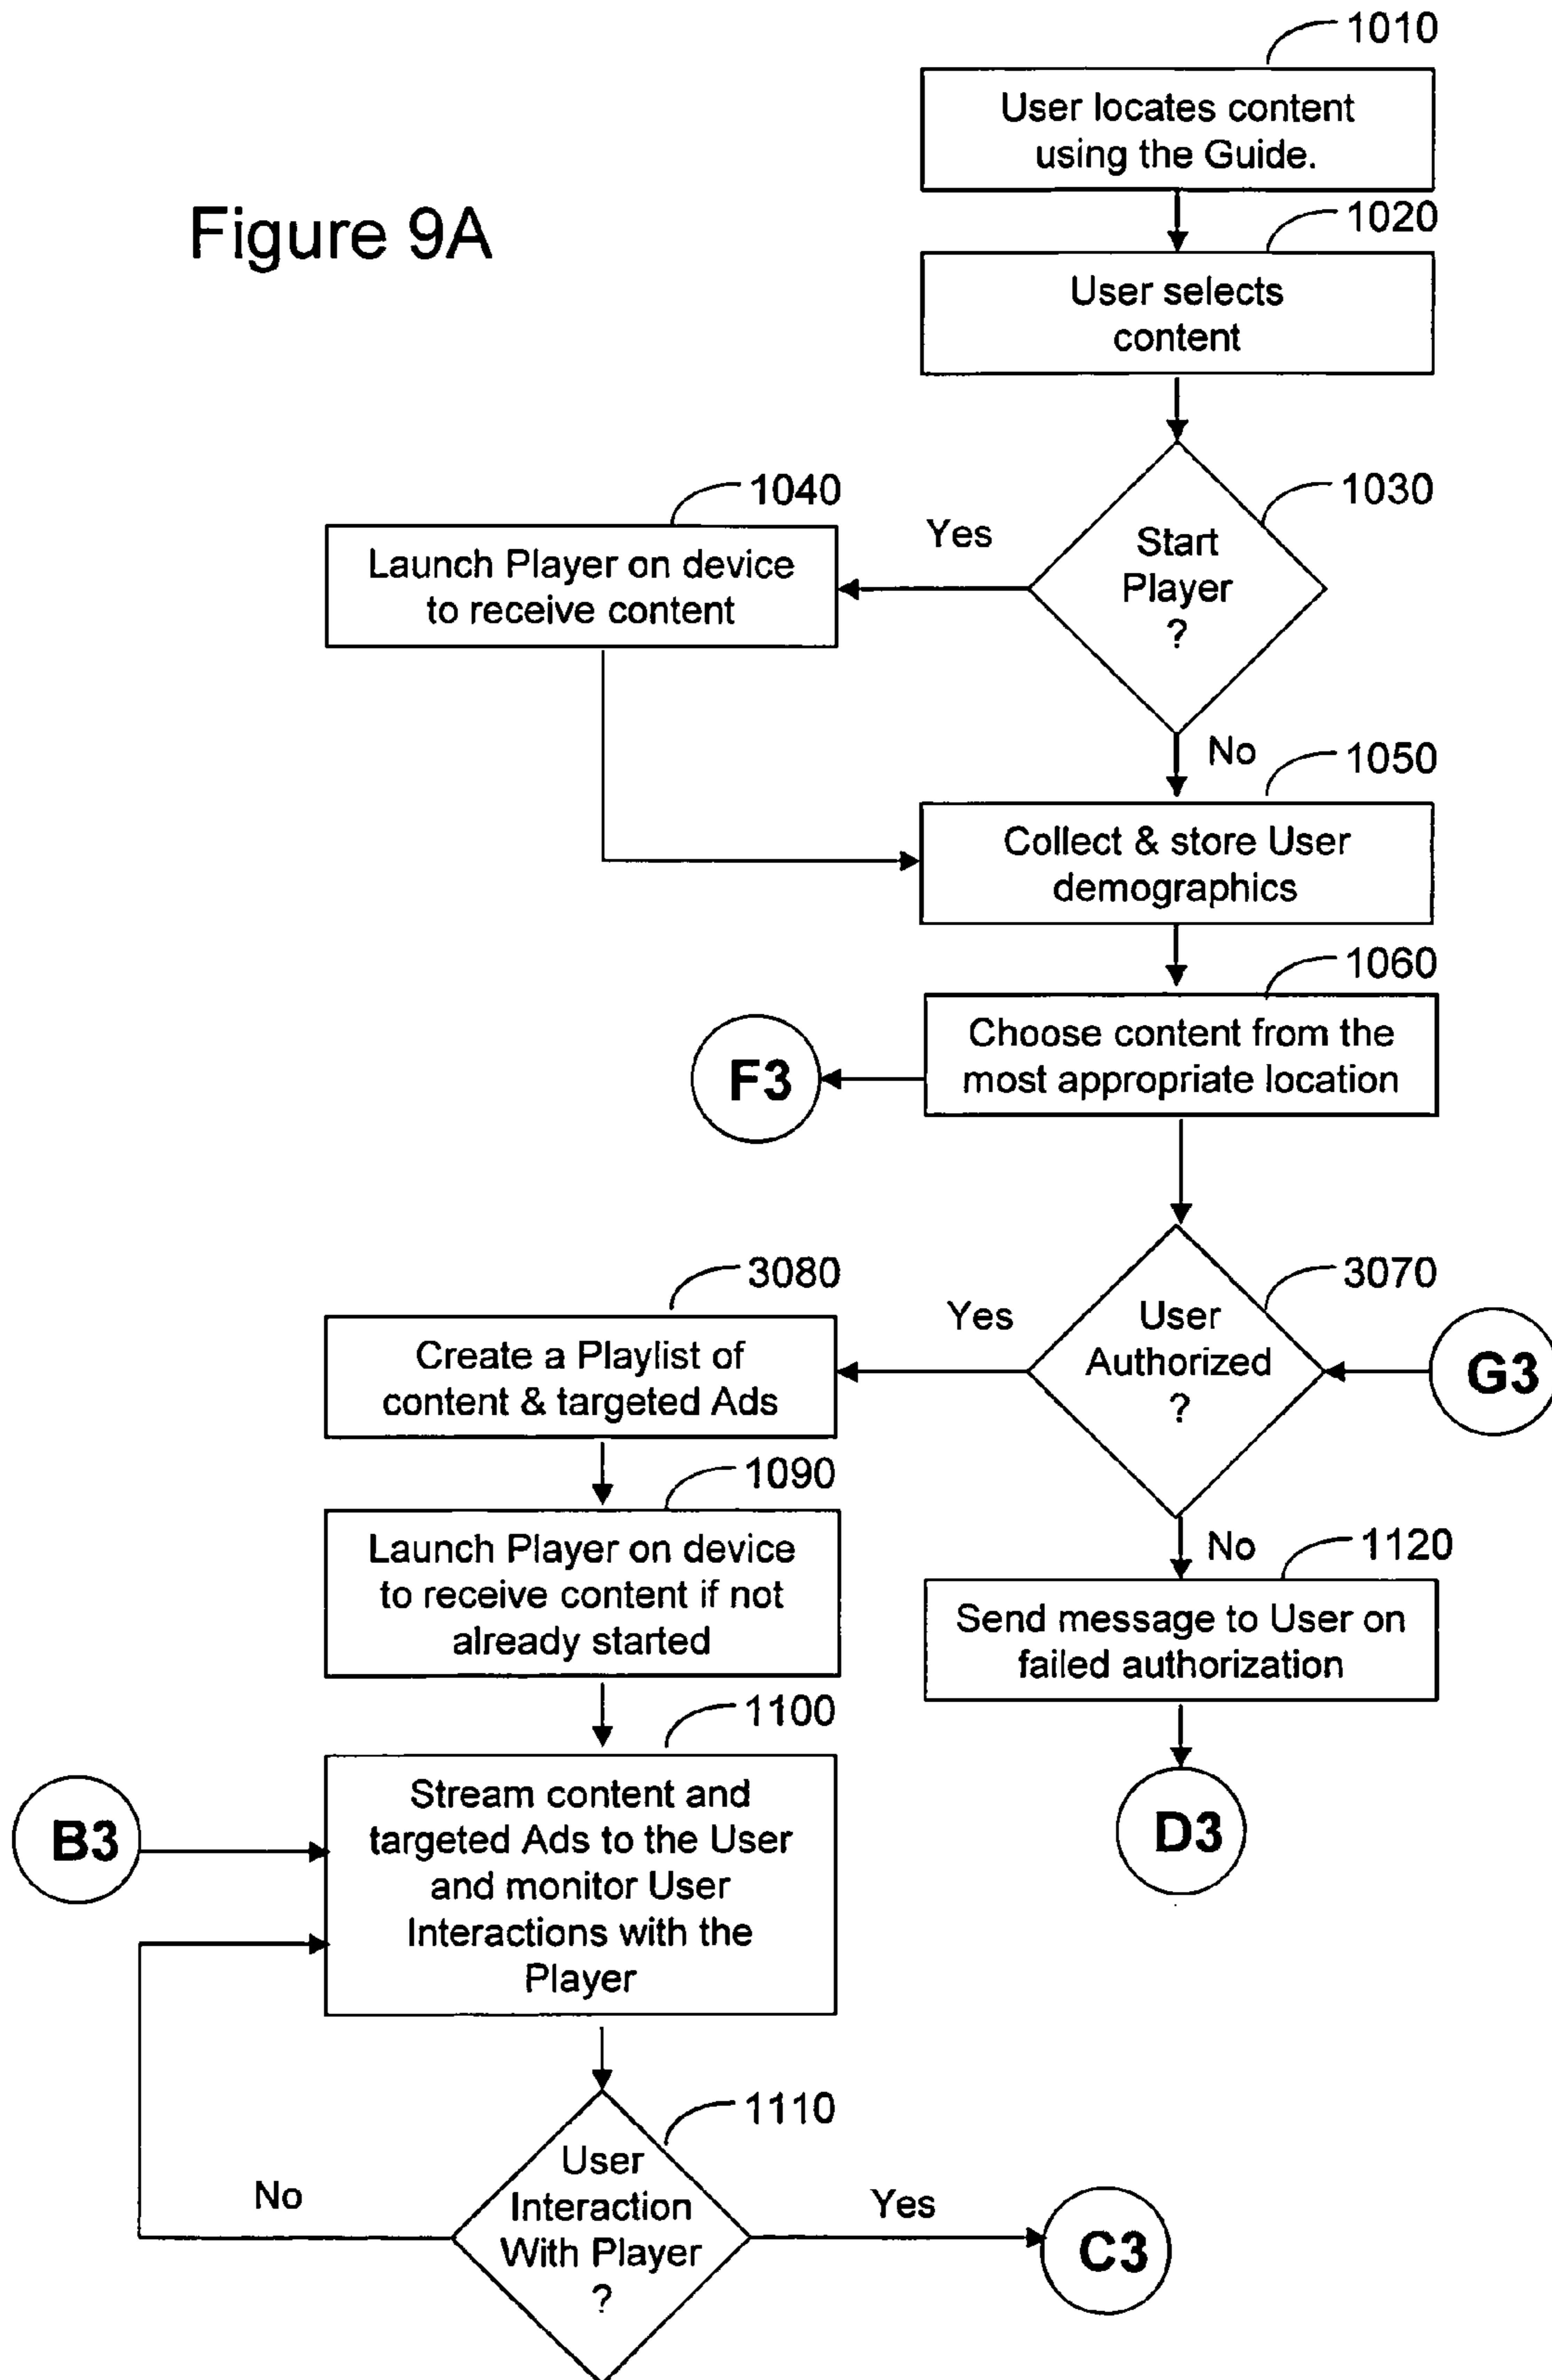 Figure 9A
1010
User locates content
using the Guide.
1020
User selects
content
1030
Start
Player
?
Yes
1040
Launch Player on device
to receive content
No
1050
Collect & store User
demographics
1060
Choose content from the
most appropriate location
F3
3070
User
Authorized
?
G3
Yes
3080
Create a Playlist of
content & targeted Ads
1090
Launch Player on device
to receive content if not
already started
No
1120
Send message to User on
failed authorization
D3
1100
Stream content and
targeted Ads to the User
and monitor User
Interactions with the
Player
B3
1110
User
Interaction
With Player
?
No
Yes
C3